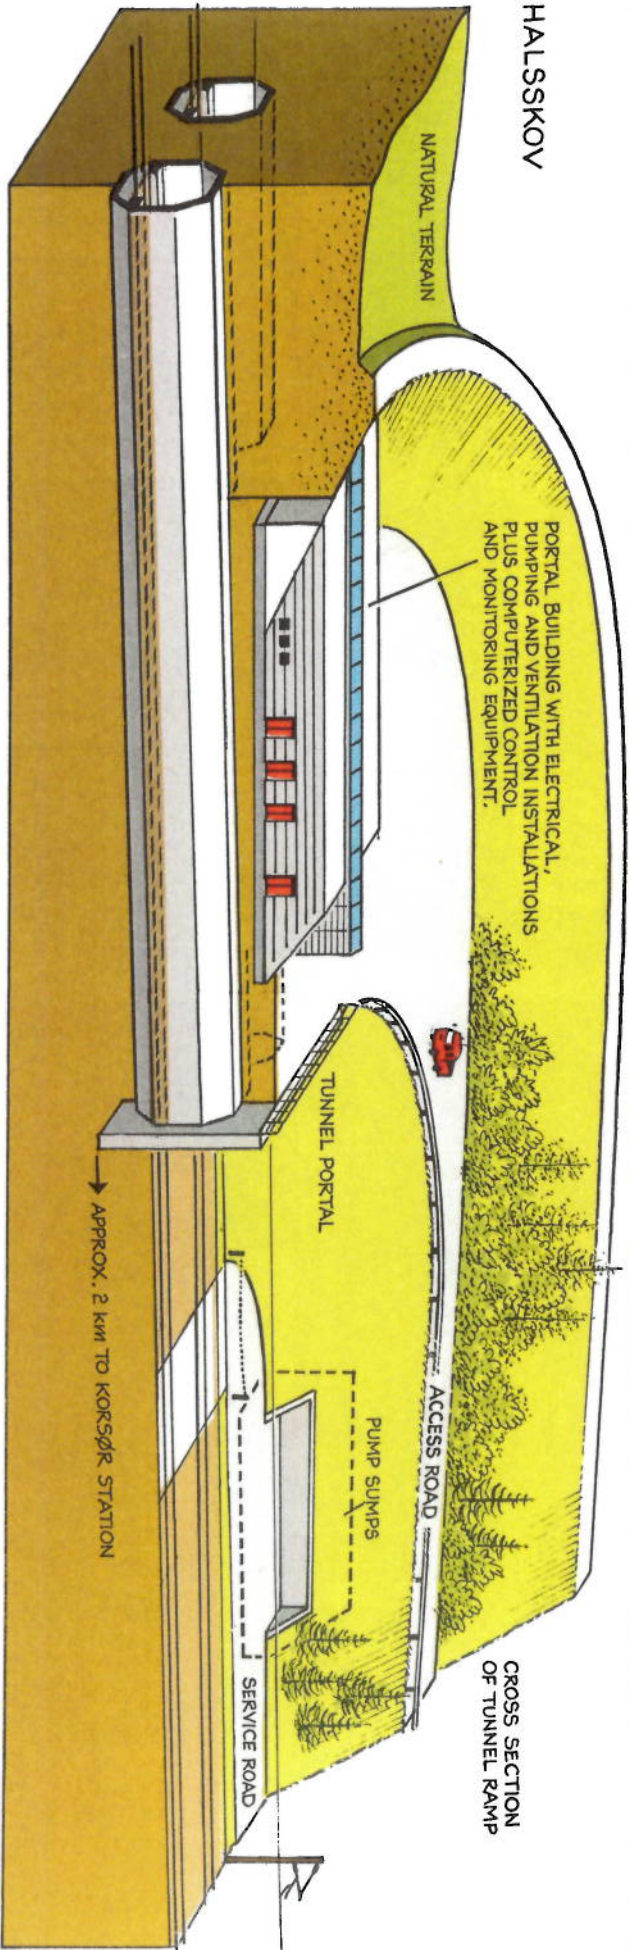 HALSSKOV
NATURAL TERRAIN
PORTAL BUILDING WITH ELECTRICAL,
PUMPING AND VENTILATION INSTALLATIONS
PLUS COMPUTERIZED CONTROL
AND MONITORING EQUIPMENT.
TUNNEL PORTAL
APPROX. 2 km TO KORSØR STATION
ACCESS ROAD
PUMP SUMPS
SERVICE ROAD
CROSS SECTION
OF TUNNEL RAMP